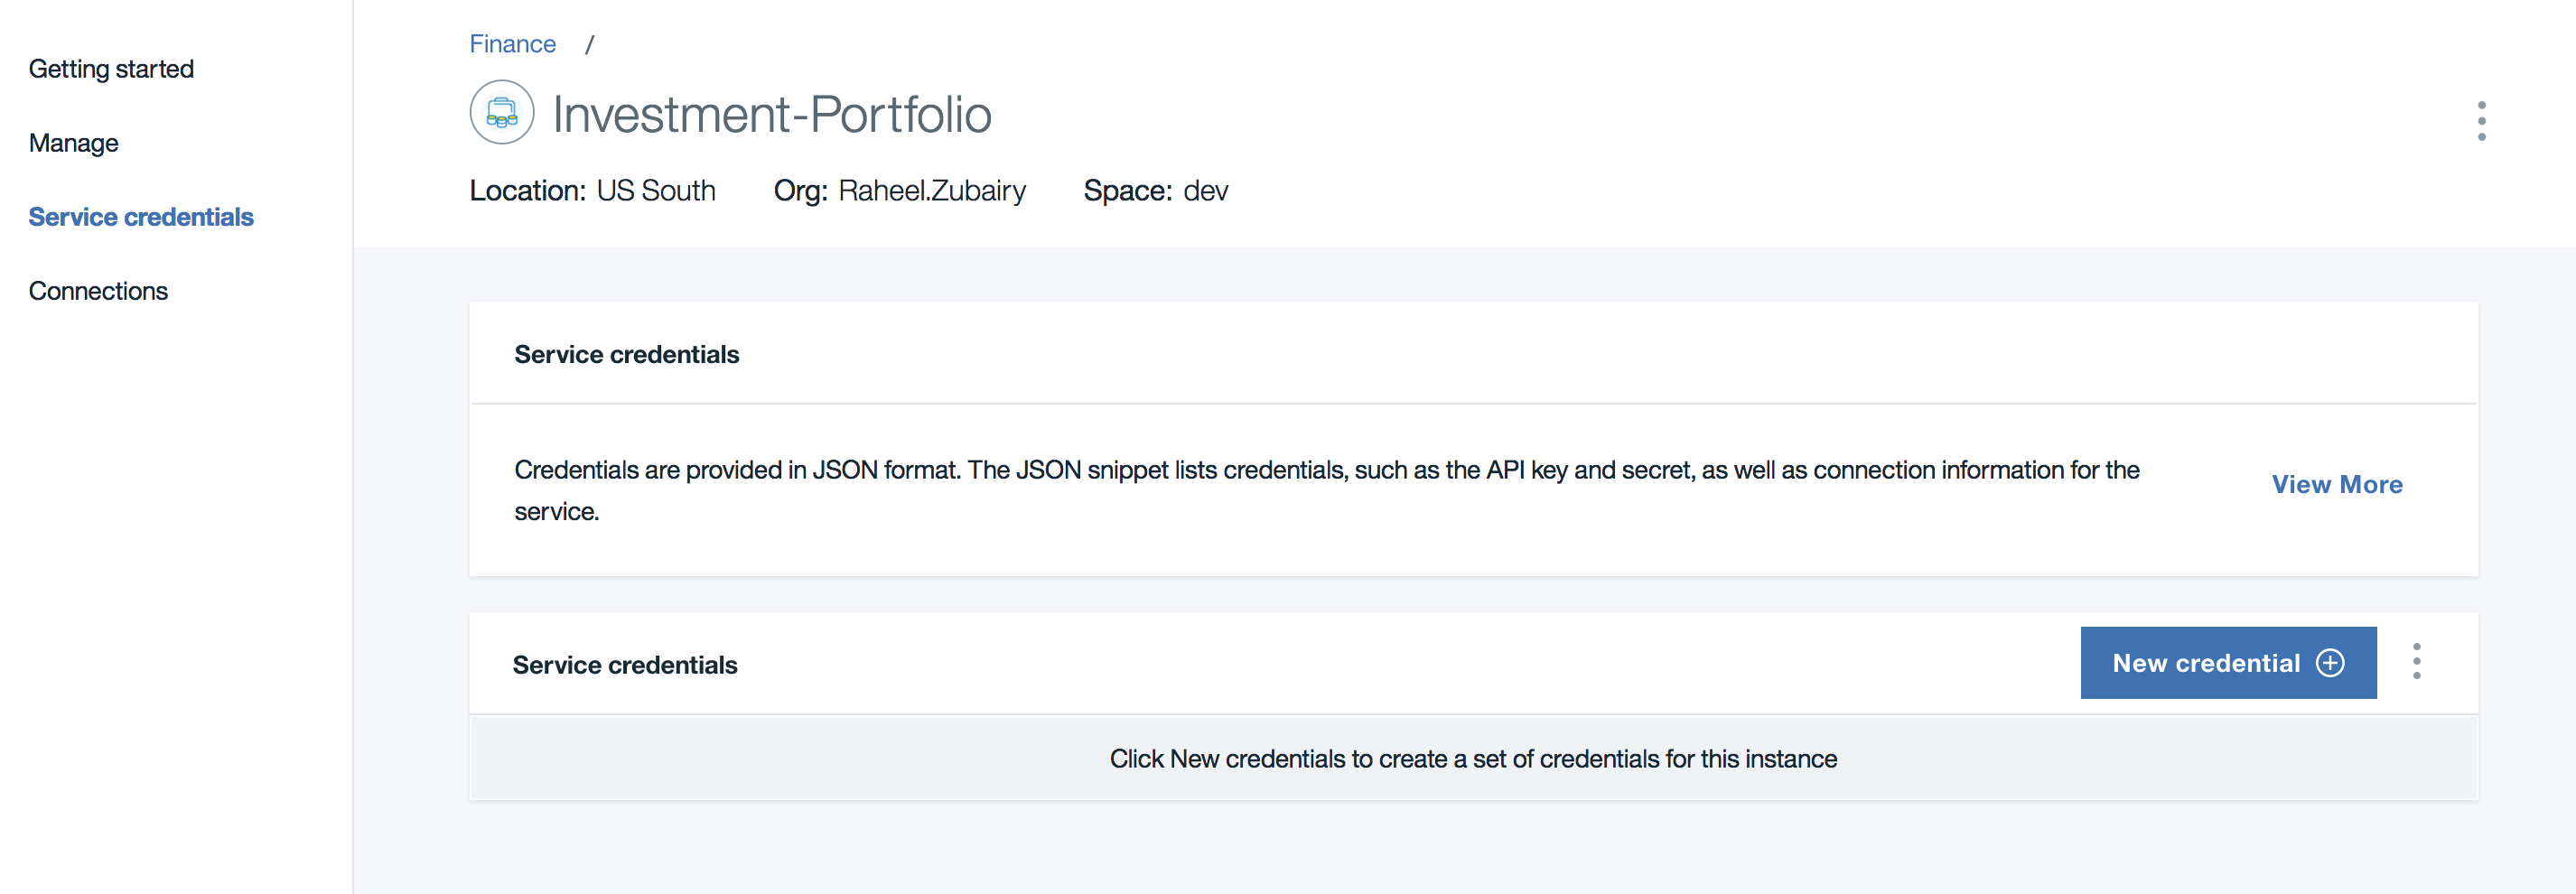 Getting started
Manage
Service credentials
Connections
Finance /
Investment-Portfolio
Location: US South Org: Raheel.Zubairy Space: dev
Service credentials
Credentials are provided in JSON format. The JSON snippet lists credentials, such as the API key and secret, as well as connection information for the
service.
View More
Service credentials
New credential
Click New credentials to create a set of credentials for this instance